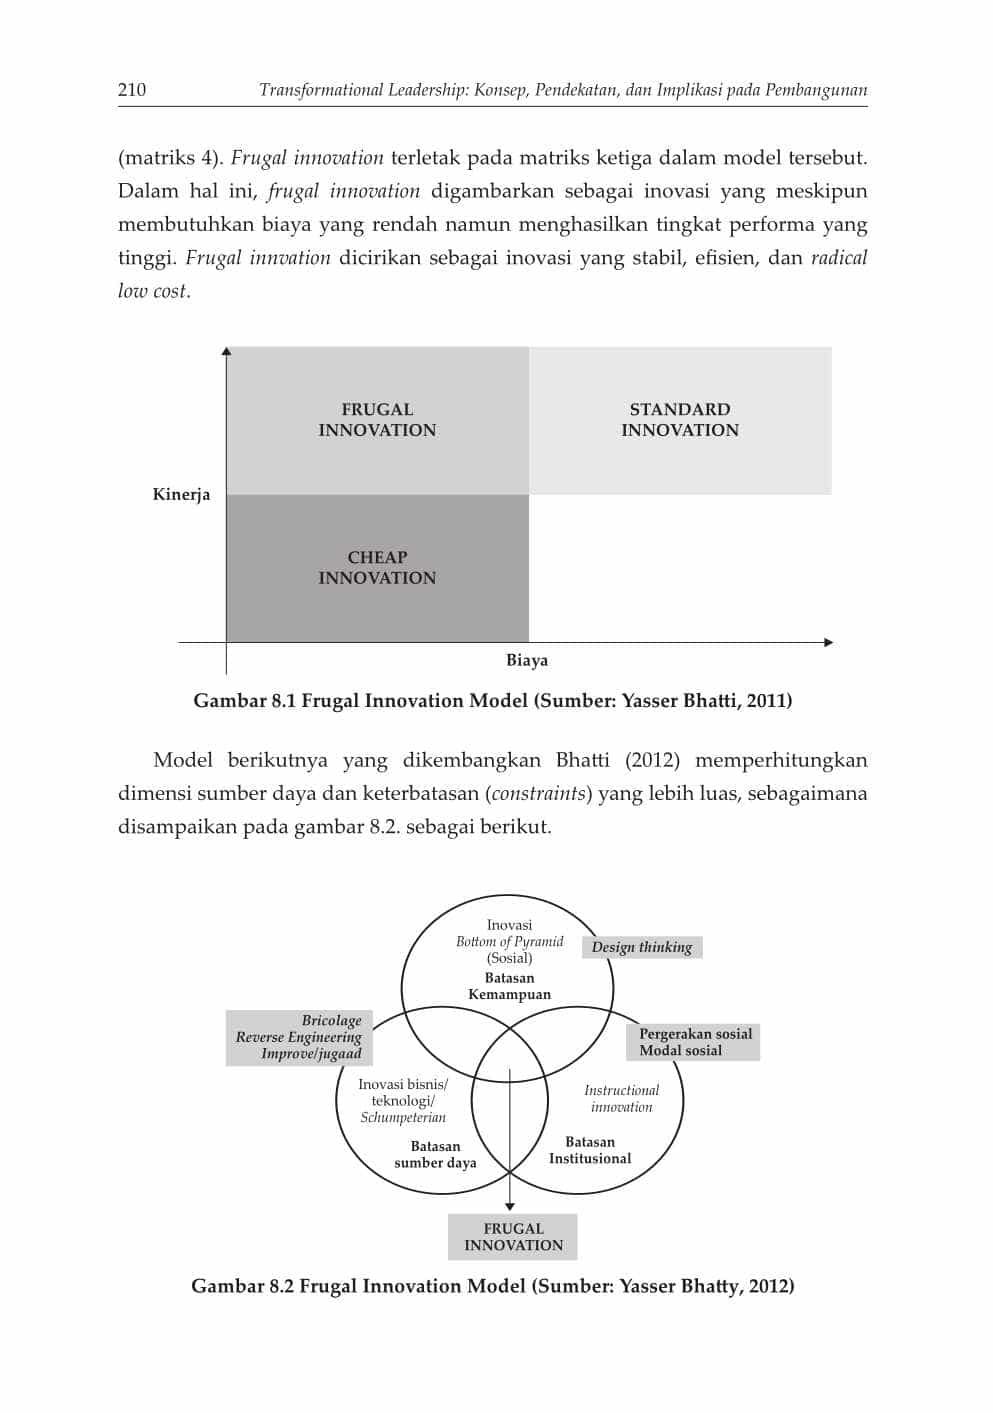 210 Transformational Leadership: Konsep, Pendekatan, dan Implikasi pada Pembangunan
(matriks 4). Frugal innovation terletak pada matriks ketiga dalam model tersebut.
Dalam hal ini, frugal innovation digambarkan sebagai inovasi yang meskipun
membutuhkan biaya yang rendah namun menghasilkan tingkat performa yang
tinggi. Frugal innvation dicirikan sebagai inovasi yang stabil, efisien, dan radical
low cost.
FRUGAL
INNOVATION
STANDARD
INNOVATION
Kinerja
CHEAP
INNOVATION
Biaya
Gambar 8.1 Frugal Innovation Model (Sumber: Yasser Bhatti, 2011)
Model berikutnya yang dikembangkan Bhatti (2012) memperhitungkan
dimensi sumber daya dan keterbatasan (constraints) yang lebih luas, sebagaimana
disampaikan pada gambar 8.2. sebagai berikut.
Inovasi
Bottom of Pyramid
(Sosial)
Batasan
Kemampuan
Design thinking
Bricolage
Reverse Engineering
Improve/jugaad
Pergerakan sosial
Modal sosial
Inovasi bisnis/
teknologi/
Schumpeterian
Batasan
sumber daya
Instructional
innovation
Batasan
Institusional
FRUGAL
INNOVATION
Gambar 8.2 Frugal Innovation Model (Sumber: Yasser Bhatty, 2012)